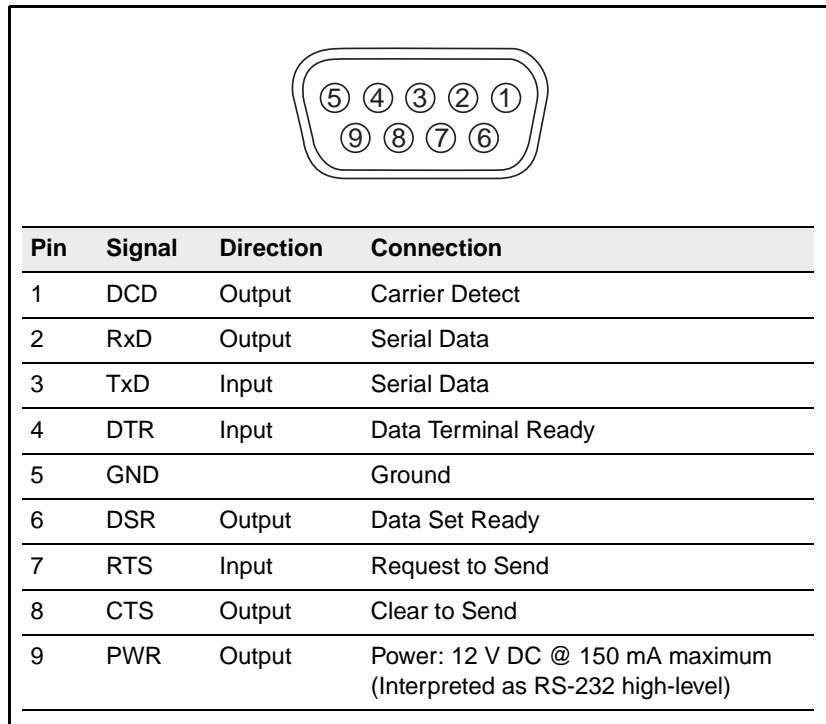 5 4 3 2 1
9 8 7 6
Pin Signal Direction Connection
1 DCD Output Carrier Detect
2 RxD Output Serial Data
3 TxD Input Serial Data
4 DTR Input Data Terminal Ready
5 GND Ground
6 DSR Output Data Set Ready
7 RTS Input Request to Send
8 CTS Output Clear to Send
9 PWR Output Power: 12 V DC @ 150 mA maximum
(Interpreted as RS-232 high-level)